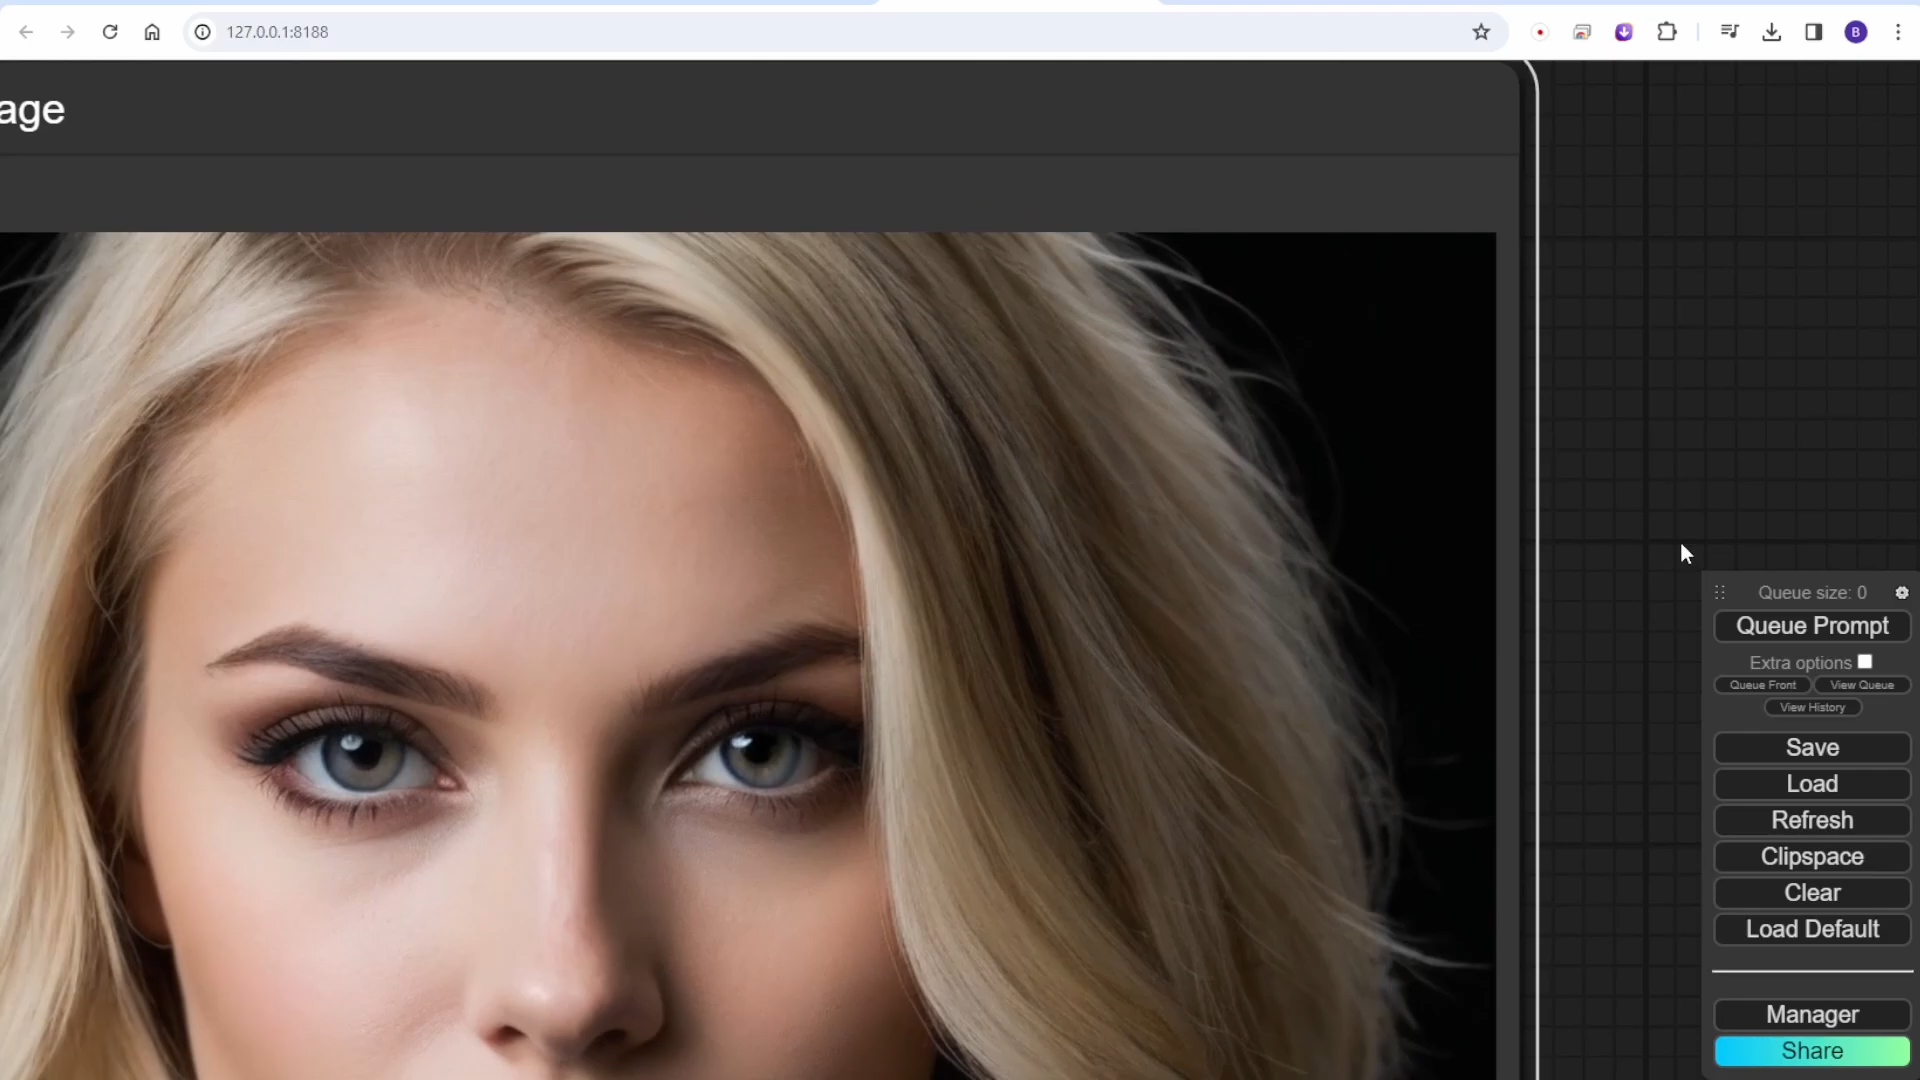 127.0.0.1:8188
B
age
Queue size: 0
Queue Prompt
Extra options
Queue Front
View Queue
View History
Save
Load
Refresh
Clipspace
Clear
Load Default
Manager
Share